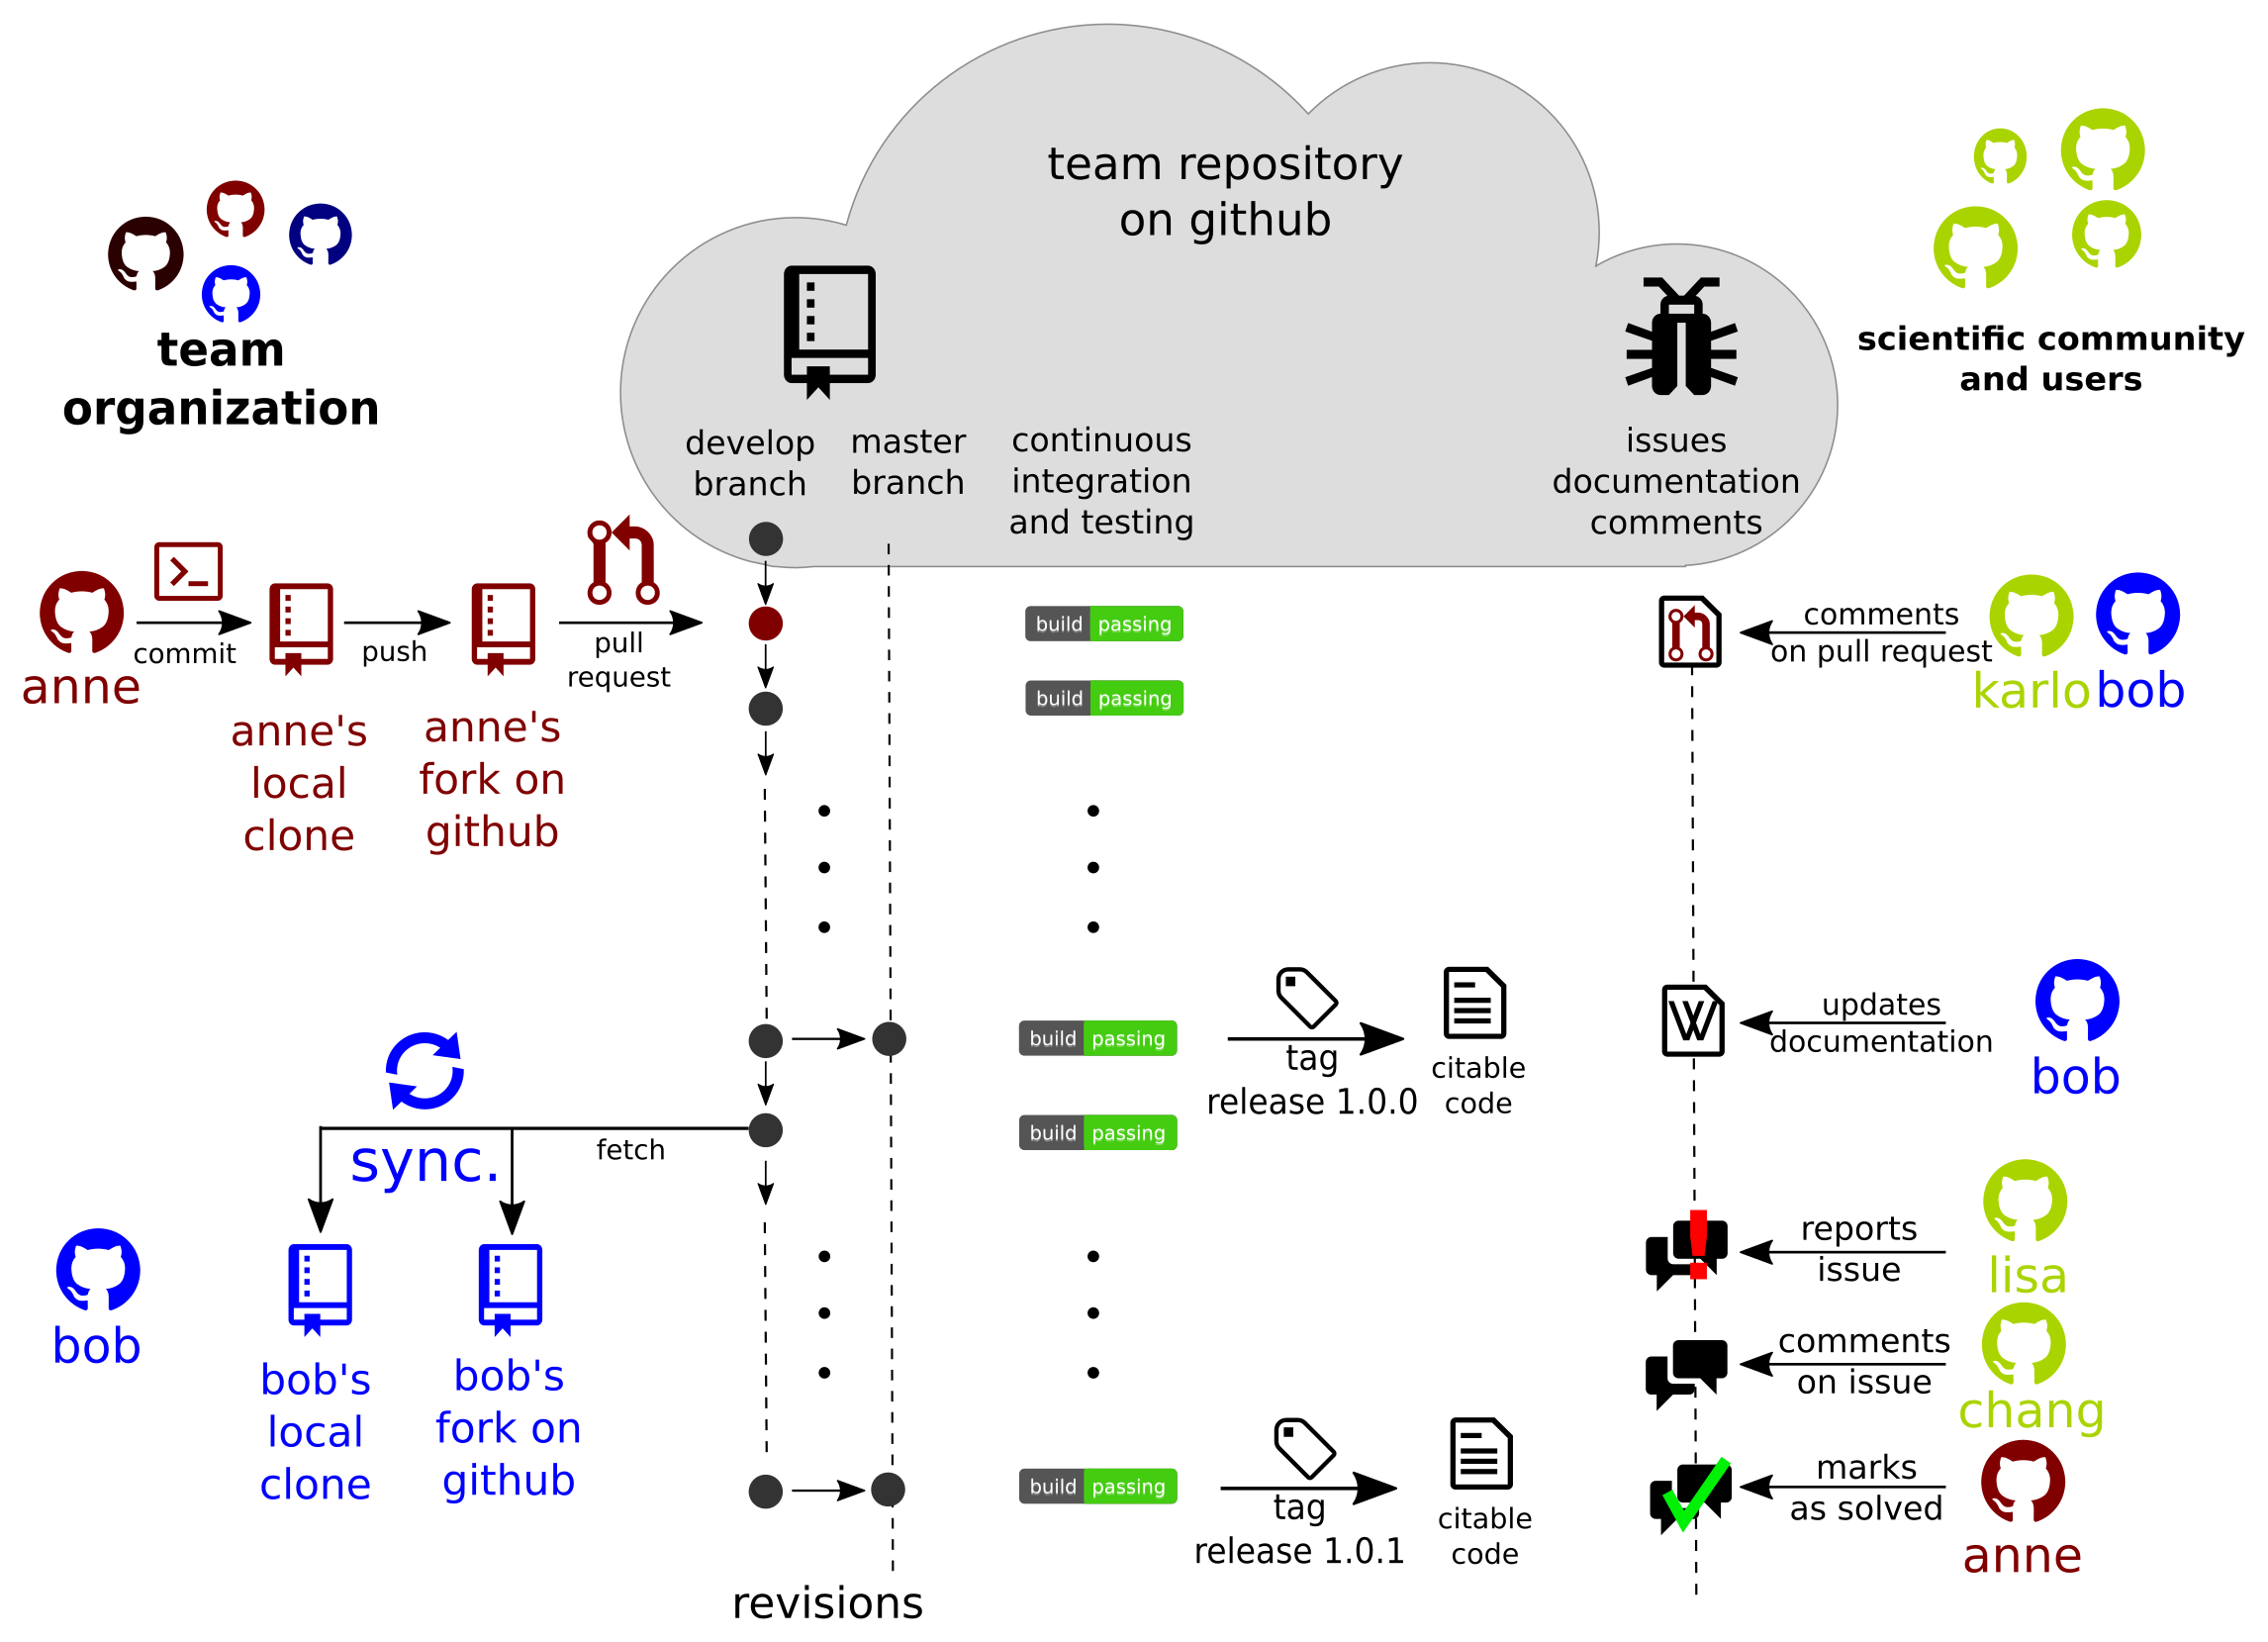 team repository
on github
team
organization
scientific community
and users
develop
branch
master
branch
continuous
integration
and testing
issues
documentation
comments
anne
commit
anne's
local
clone
push
anne's
fork on
github
pull
request
build passing
build passing
comments
on pull request
karlo
bob
build passing
tag
release 1.0.0
citable
code
updates
documentation
bob
sync.
fetch
build passing
bob
bob's
local
clone
bob's
fork on
github
reports
issue
lisa
comments
on issue
chang
build passing
tag
release 1.0.1
citable
code
W
!
marks
as solved
anne
revisions